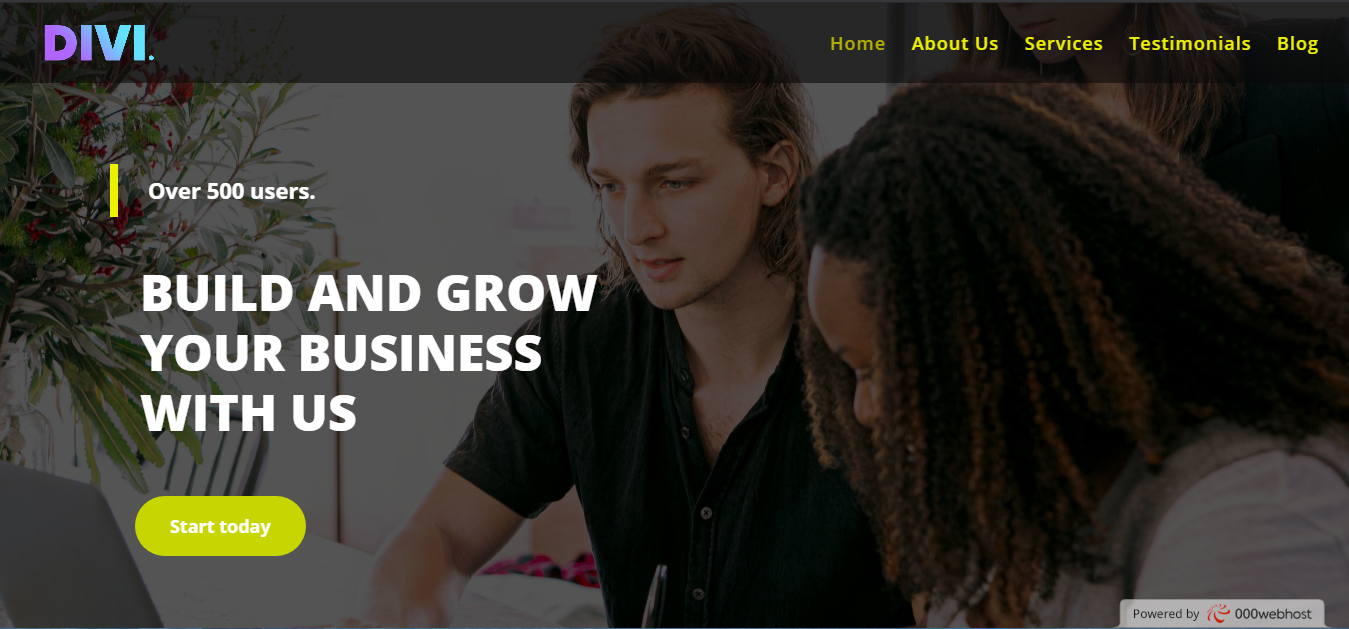 DIVI.
Home About Us Services Testimonials Blog
Over 500 users.
BUILD AND GROW
YOUR BUSINESS
WITH US
Start today
Powered by 000webhost